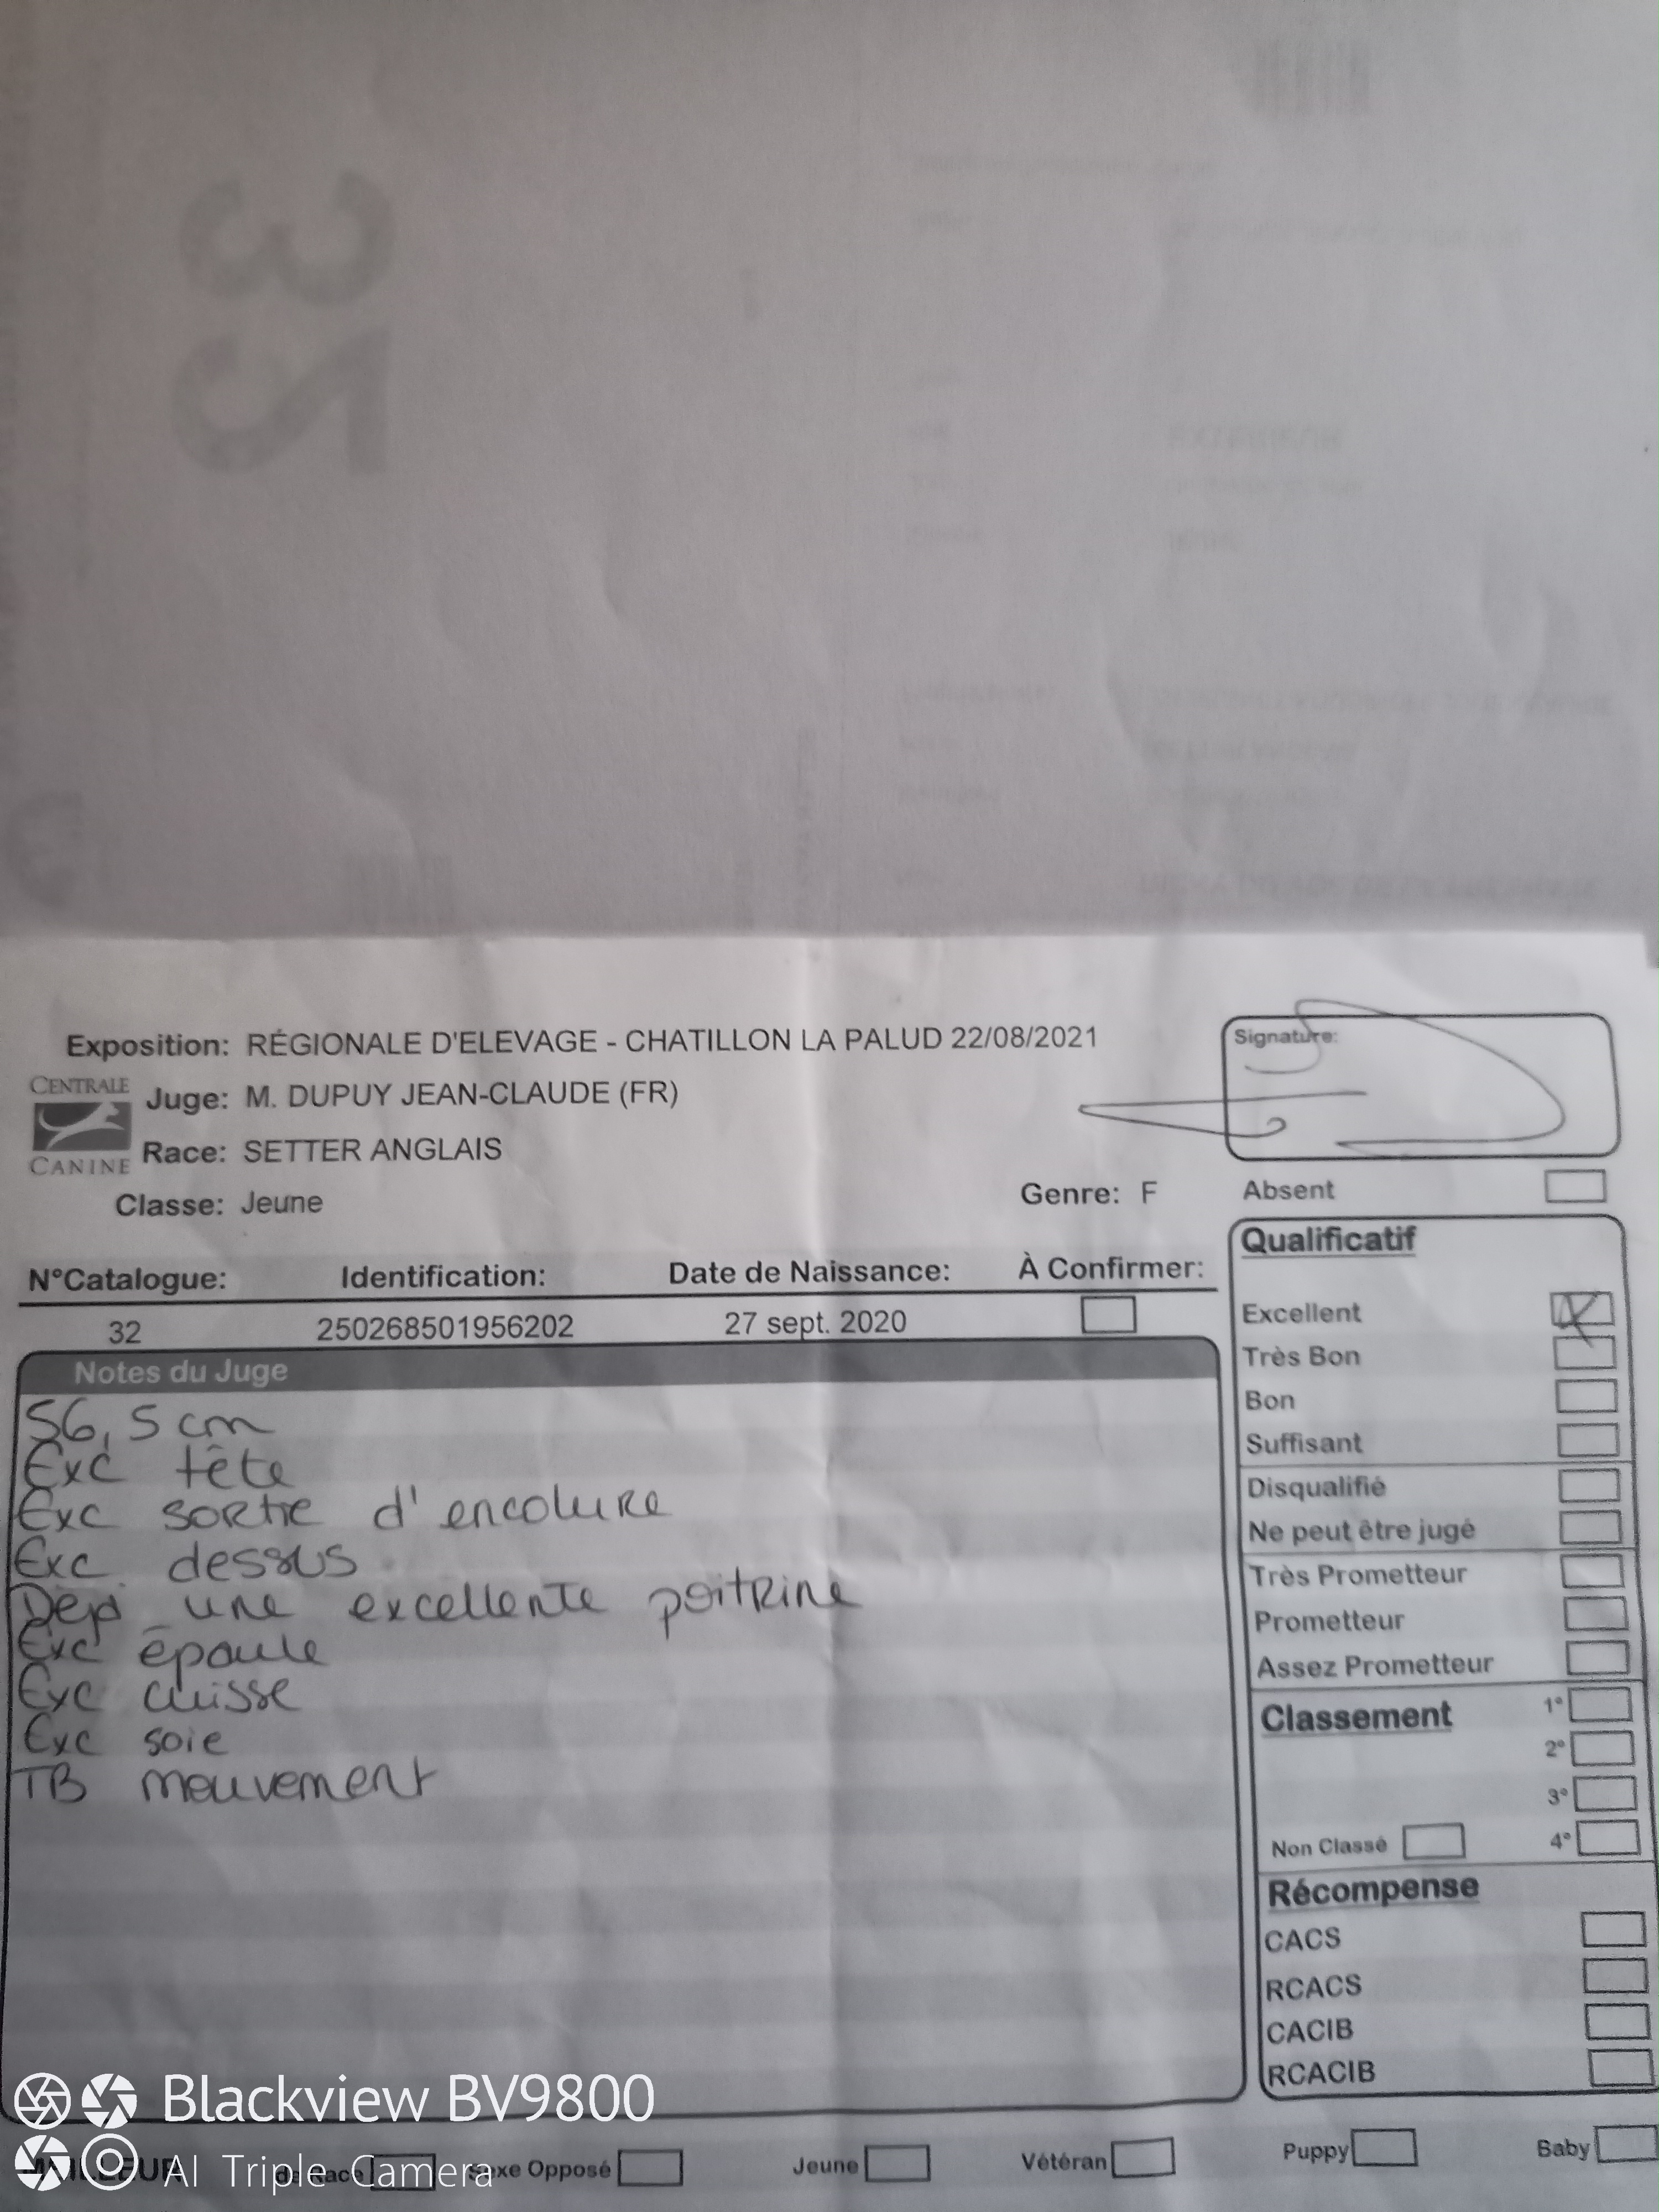 Exposition: RÉGIONALE D'ELEVAGE - CHATILLON LA PALUD 22/08/2021
Signature:
CENTRALE
CANINE
Juge: M. DUPUY JEAN-CLAUDE (FR)
Race: SETTER ANGLAIS
Classe: Jeune
Genre: F
Absent
N°Catalogue: Identification: Date de Naissance: À Confirmer:
32 250268501956202 27 sept. 2020
Notes du Juge
56,5 cm
Exc tête
Exc sortie d'encolure
Exc dessus
Déjà une excellente poitrine
Exc épaule
Exc cuisse
Exc soie
TB mouvement
Qualificatif
Excellent
Très Bon
Bon
Suffisant
Disqualifié
Ne peut être jugé
Très Prometteur
Prometteur
Assez Prometteur
Classement 1°
2°
3°
Non Classé 4°
Récompense
CACS
RCACS
CACIB
RCACIB
MEILLEUR de Race Sexe Opposé Jeune Vétéran Puppy Baby
Blackview BV9800
AI Triple Camera
35